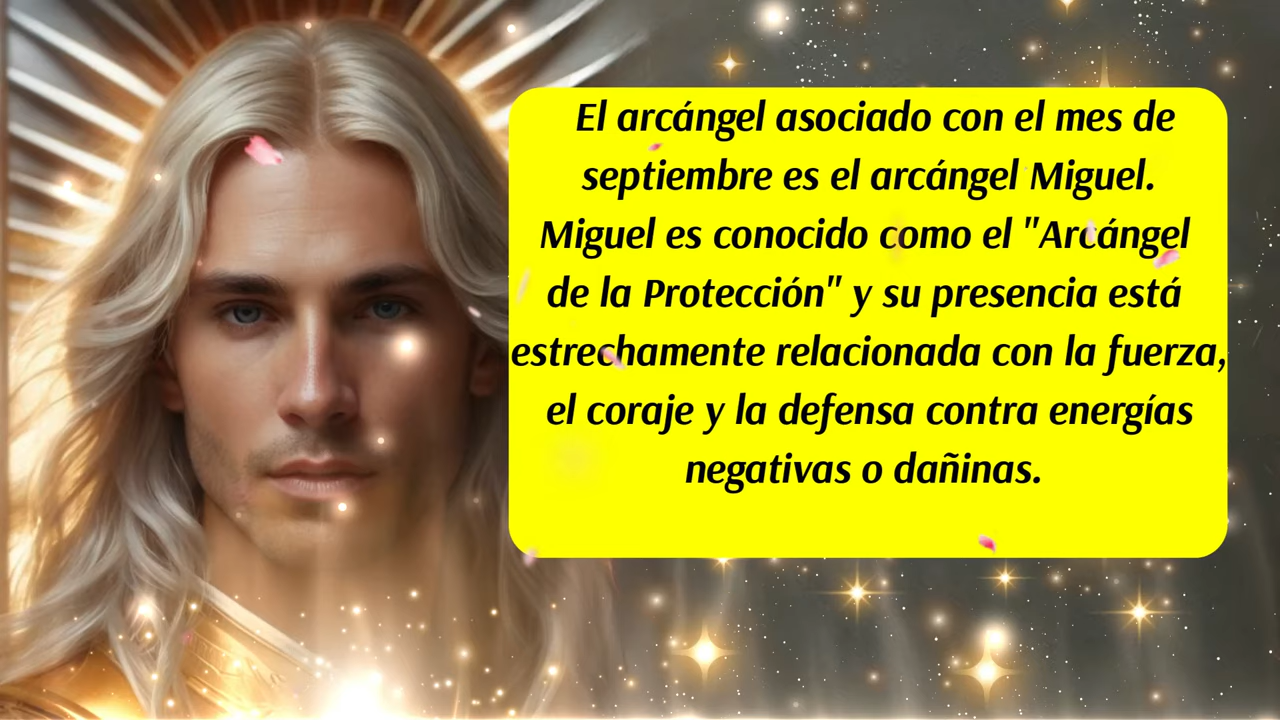 El arcángel asociado con el mes de
septiembre es el arcángel Miguel.
Miguel es conocido como el "Arcángel
de la Protección" y su presencia está
estrechamente relacionada con la fuerza,
el coraje y la defensa contra energías
negativas o dañinas.